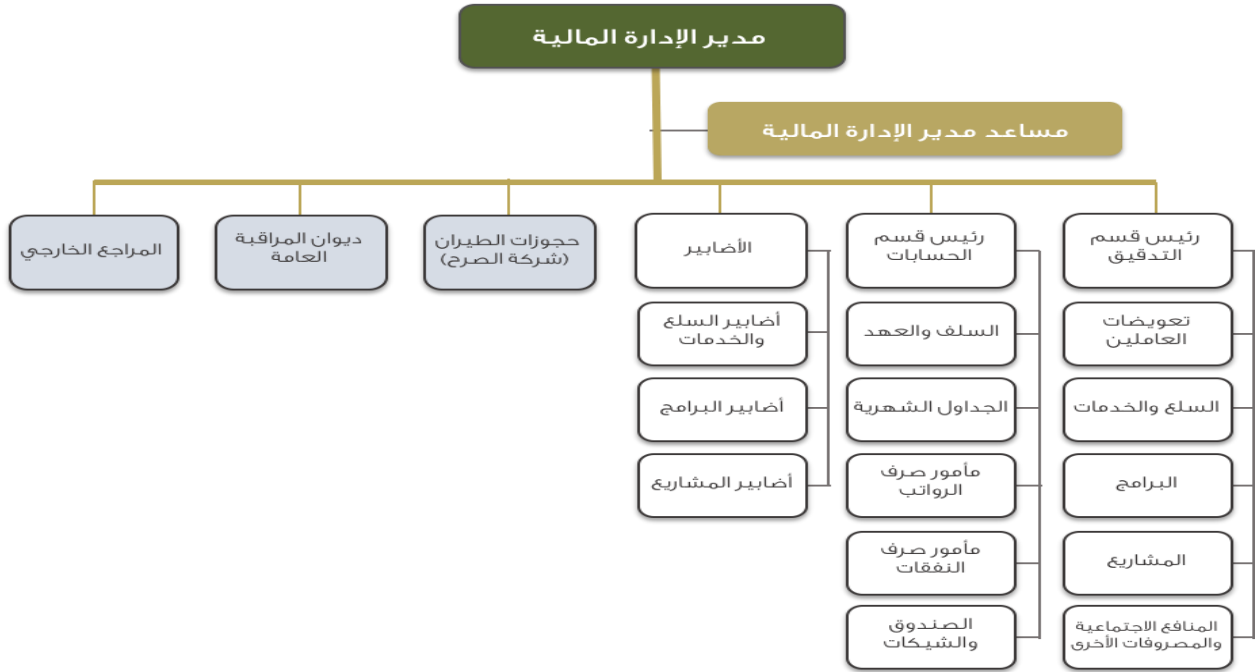 مدير الإدارة المالية
مساعد مدير الإدارة المالية
رئيس قسم
التدقيق
تعويضات
العاملين
السلع والخدمات
البرامج
المشاريع
المنافع الاجتماعية
والمصروفات الأخرى
رئيس قسم
الحسابات
السلف والعهد
الجداول الشهرية
مأمور صرف
الرواتب
مأمور صرف
النفقات
الصندوق
والشيكات
الأضابير
أضابير السلع
والخدمات
أضابير البرامج
أضابير المشاريع
حجوزات الطيران
(شركة الصرح)
ديوان المراقبة
العامة
المراجع الخارجي